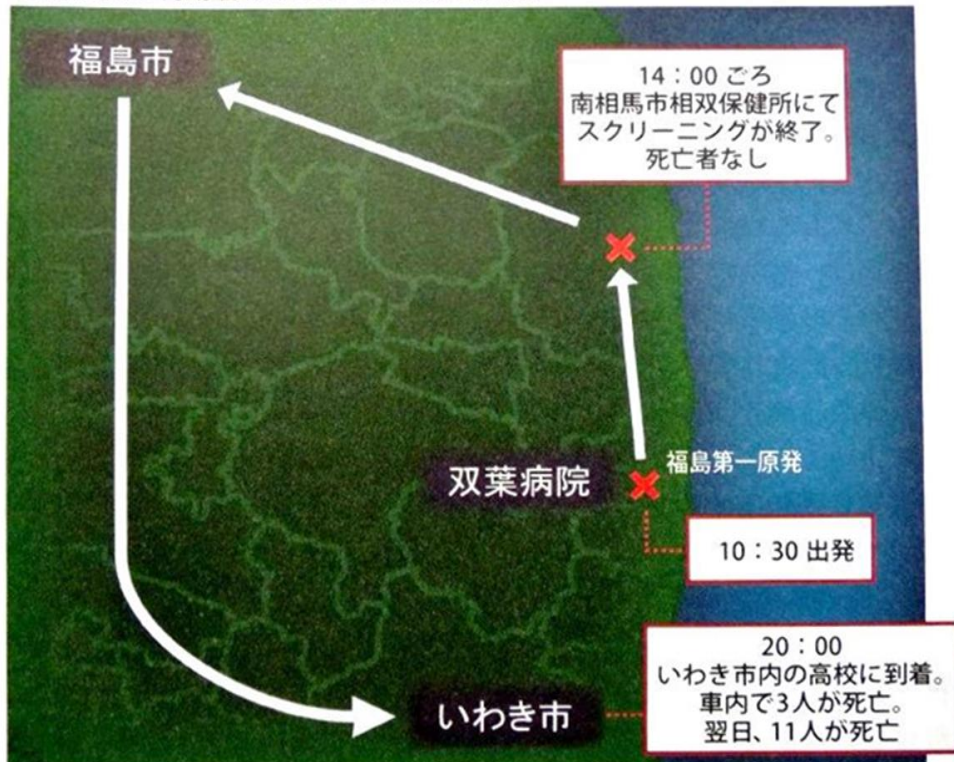 福島市
14：00 ごろ
南相馬市相双保健所にて
スクリーニングが終了。
死亡者なし
双葉病院
福島第一原発
10：30 出発
20：00
いわき市内の高校に到着。
車内で3人が死亡。
翌日、11人が死亡
いわき市